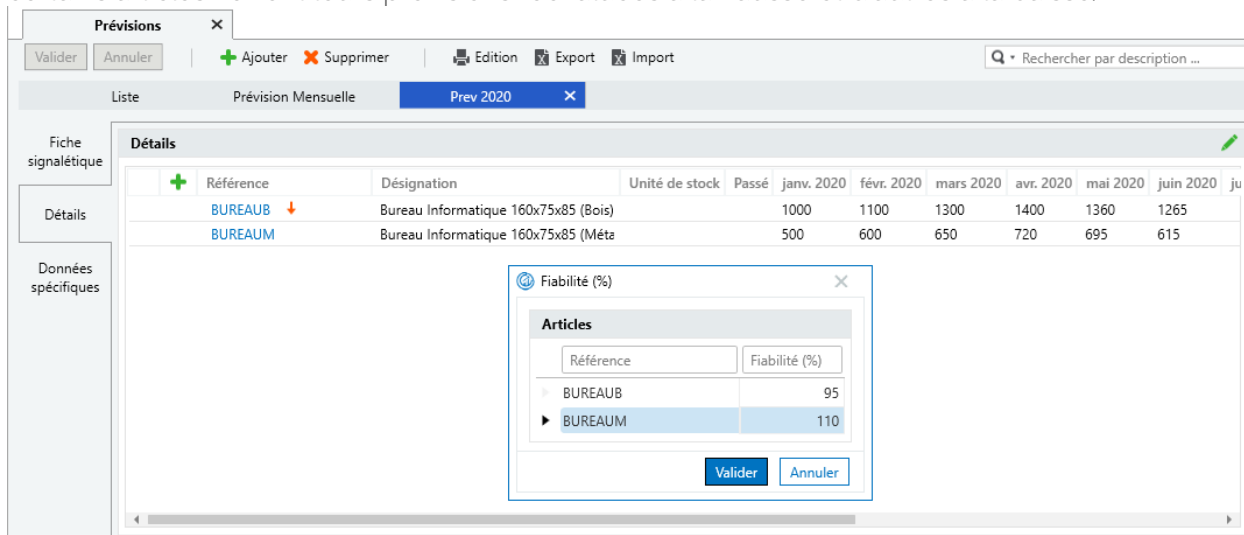 Prévisions
Valider Annuler Ajouter Supprimer Edition Export Import Rechercher par description ...
Liste Prévision Mensuelle Prev 2020
Fiche signalétique
Détails
Données spécifiques
Détails
Référence Désignation Unité de stock Passé janv. 2020 févr. 2020 mars 2020 avr. 2020 mai 2020 juin 2020 ju
BUREAUB Bureau Informatique 160x75x85 (Bois) 1000 1100 1300 1400 1360 1265
BUREAUM Bureau Informatique 160x75x85 (Méta 500 600 650 720 695 615
Fiabilité (%)
Articles
Référence Fiabilité (%)
BUREAUB 95
BUREAUM 110
Valider Annuler